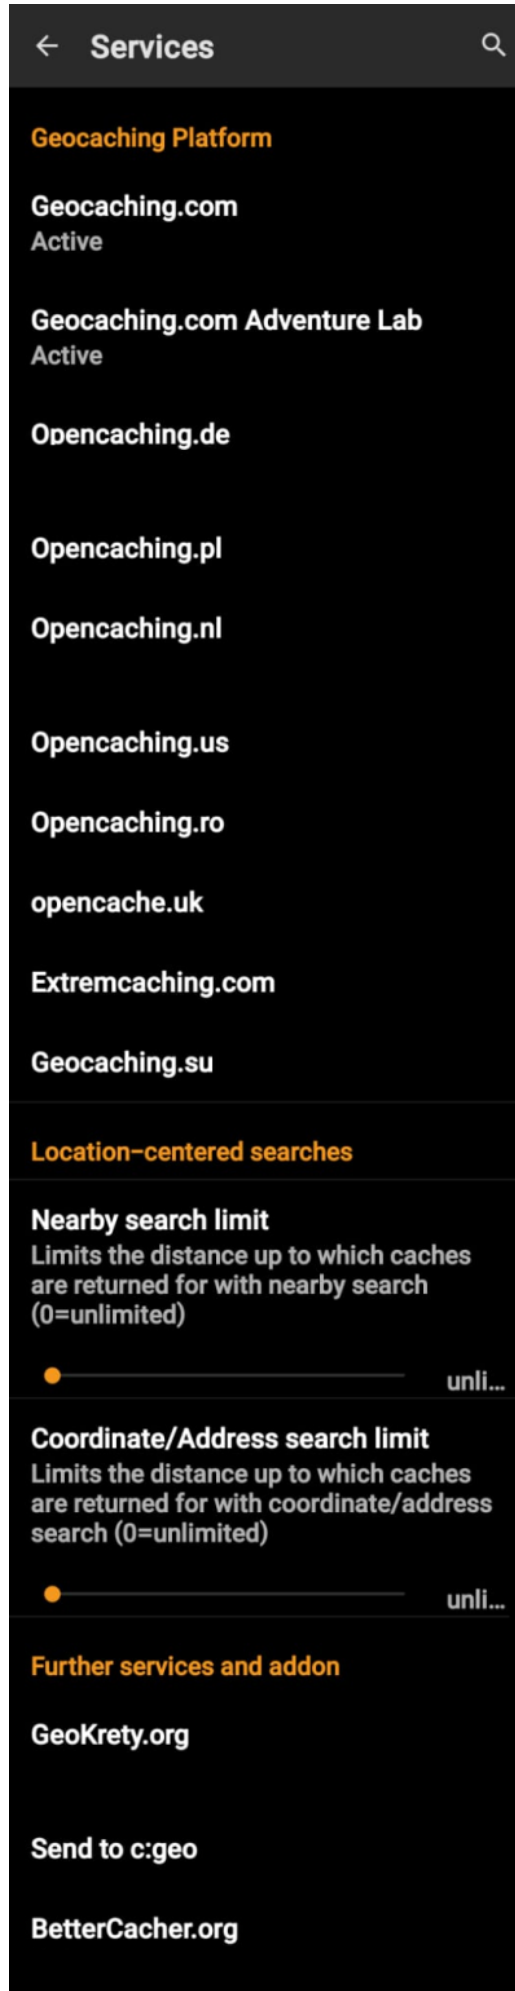 Services
Geocaching Platform
Geocaching.com
Active
Geocaching.com Adventure Lab
Active
Opencaching.de
Opencaching.pl
Opencaching.nl
Opencaching.us
Opencaching.ro
opencache.uk
Extremcaching.com
Geocaching.su
Location-centered searches
Nearby search limit
Limits the distance up to which caches
are returned for with nearby search
(0=unlimited)
unli...
Coordinate/Address search limit
Limits the distance up to which caches
are returned for with coordinate/address
search (0=unlimited)
unli...
Further services and addon
GeoKrety.org
Send to c:geo
BetterCacher.org